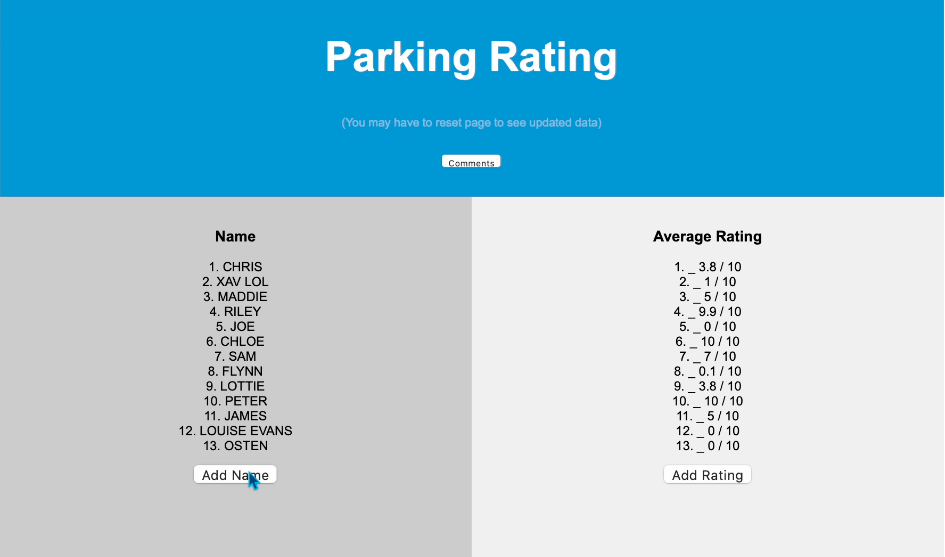 Parking Rating
(You may have to reset page to see updated data)
Comments
Name
1. CHRIS
2. XAV LOL
3. MADDIE
4. RILEY
5. JOE
6. CHLOE
7. SAM
8. FLYNN
9. LOTTIE
10. PETER
11. JAMES
12. LOUISE EVANS
13. OSTEN
Add Name
Average Rating
1. _ 3.8 / 10
2. _ 1 / 10
3. _ 5 / 10
4. _ 9.9 / 10
5. _ 0 / 10
6. _ 10 / 10
7. _ 7 / 10
8. _ 0.1 / 10
9. _ 3.8 / 10
10. _ 10 / 10
11. _ 5 / 10
12. _ 0 / 10
13. _ 0 / 10
Add Rating